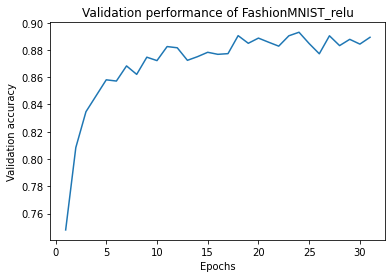 Validation performance of FashionMNIST_relu
0.90
0.88
0.86
0.84
0.82
0.80
0.78
0.76
Validation accuracy
0 5 10 15 20 25 30
Epochs